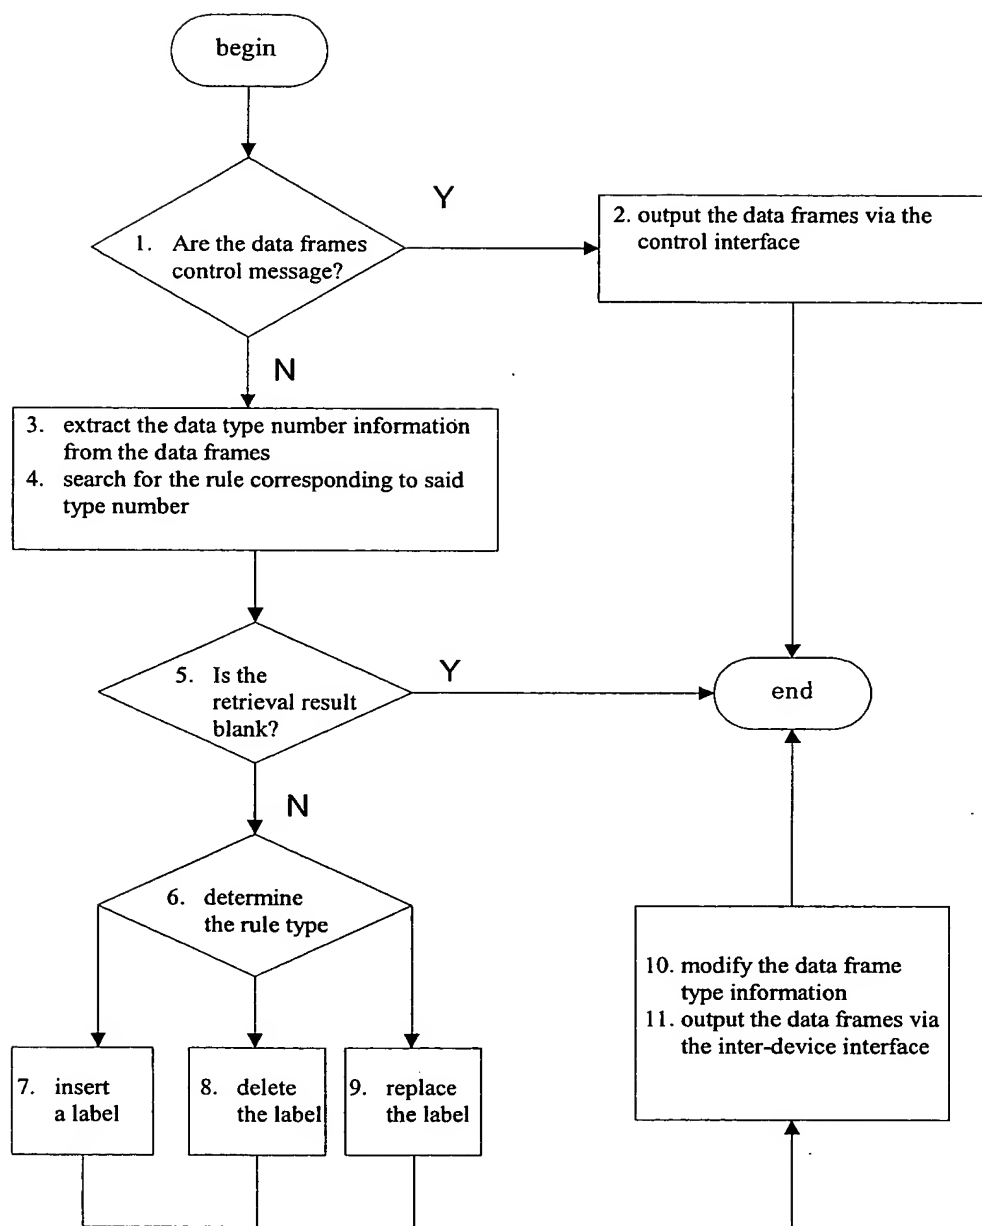 begin
Y
1. Are the data frames
control message?
2. output the data frames via the
control interface
N
3. extract the data type number information
from the data frames
4. search for the rule corresponding to said
type number
5. Is the
retrieval result
blank?
Y
end
N
6. determine
the rule type
10. modify the data frame
type information
11. output the data frames via
the inter-device interface
7. insert
a label
8. delete
the label
9. replace
the label